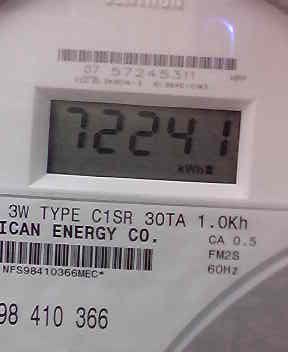 07 57245311
72241
kWh
3W TYPE C1SR 30TA 1.0Kh
ICAN ENERGY CO.
CA 0.5
FM2S
60Hz
NFS98410366MEC*
98 410 366